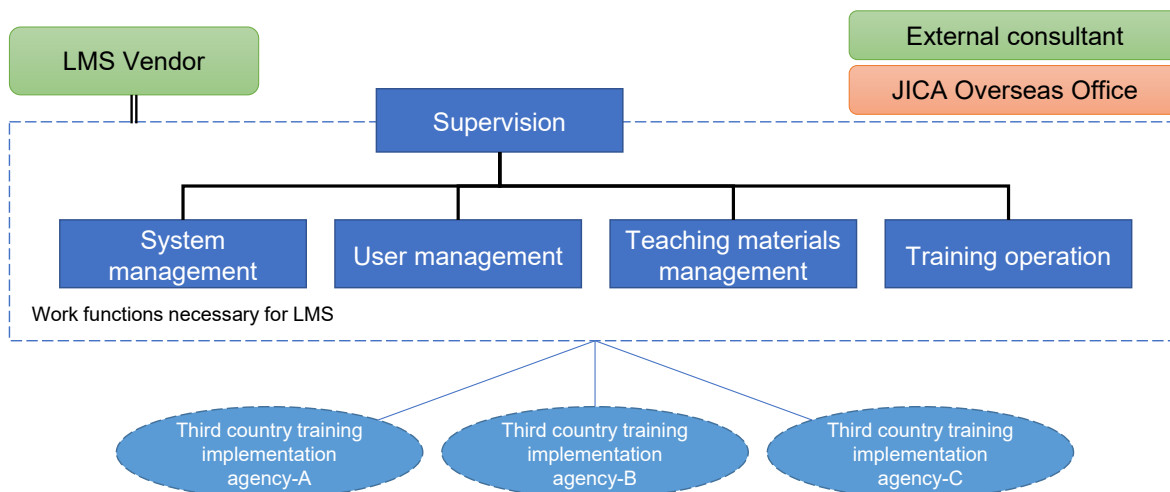 LMS Vendor
External consultant
JICA Overseas Office
Supervision
System
management
User management
Teaching materials
management
Training operation
Work functions necessary for LMS
Third country training
implementation
agency-A
Third country training
implementation
agency-B
Third country training
implementation
agency-C